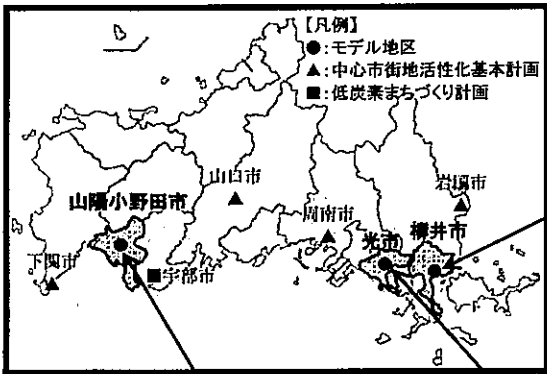 【凡例】
●:モデル地区
▲:中心市街地活性化基本計画
■:低炭素まちづくり計画
山口市
岩国市
山陽小野田市
周南市
光市
柳井市
下関市
宇部市